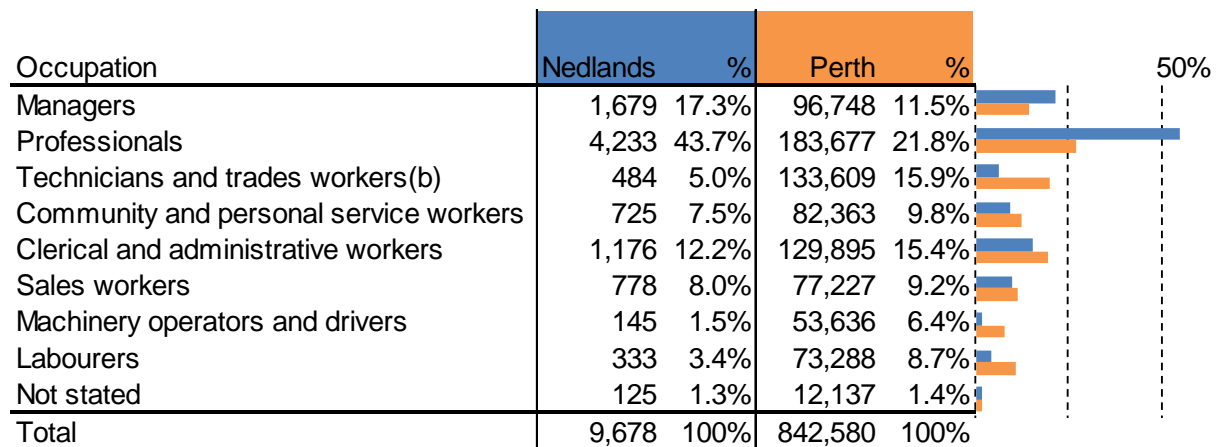 Occupation Nedlands % Perth % 50%
Managers 1,679 17.3% 96,748 11.5%
Professionals 4,233 43.7% 183,677 21.8%
Technicians and trades workers(b) 484 5.0% 133,609 15.9%
Community and personal service workers 725 7.5% 82,363 9.8%
Clerical and administrative workers 1,176 12.2% 129,895 15.4%
Sales workers 778 8.0% 77,227 9.2%
Machinery operators and drivers 145 1.5% 53,636 6.4%
Labourers 333 3.4% 73,288 8.7%
Not stated 125 1.3% 12,137 1.4%
Total 9,678 100% 842,580 100%